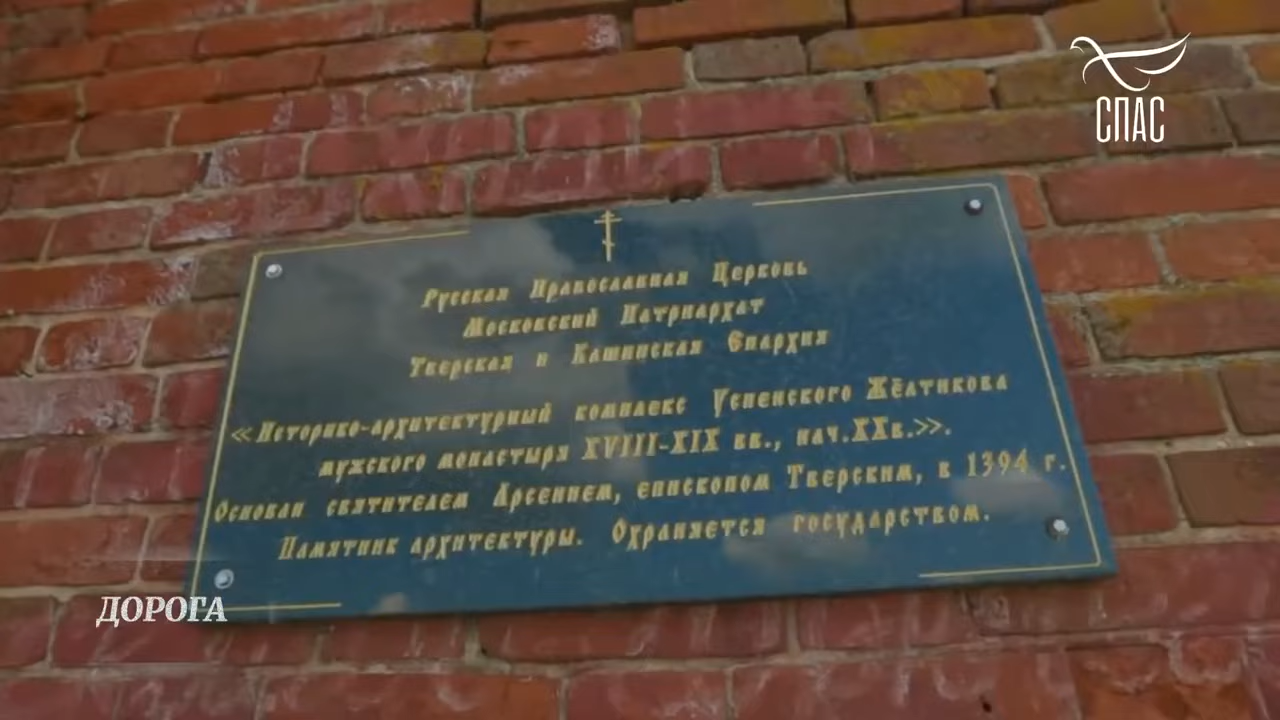 СПАС
Русская Православная Церковь
Московский Патриархат
Тверская и Кашинская Епархия
«Историко-архитектурный комплекс Успенского Жёлтикова
мужского монастыря XVIII-XIX вв., нач.XXв.».
Основан святителем Арсением, епископом Тверским, в 1394 г.
Памятник архитектуры. Охраняется государством.
ДОРОГА